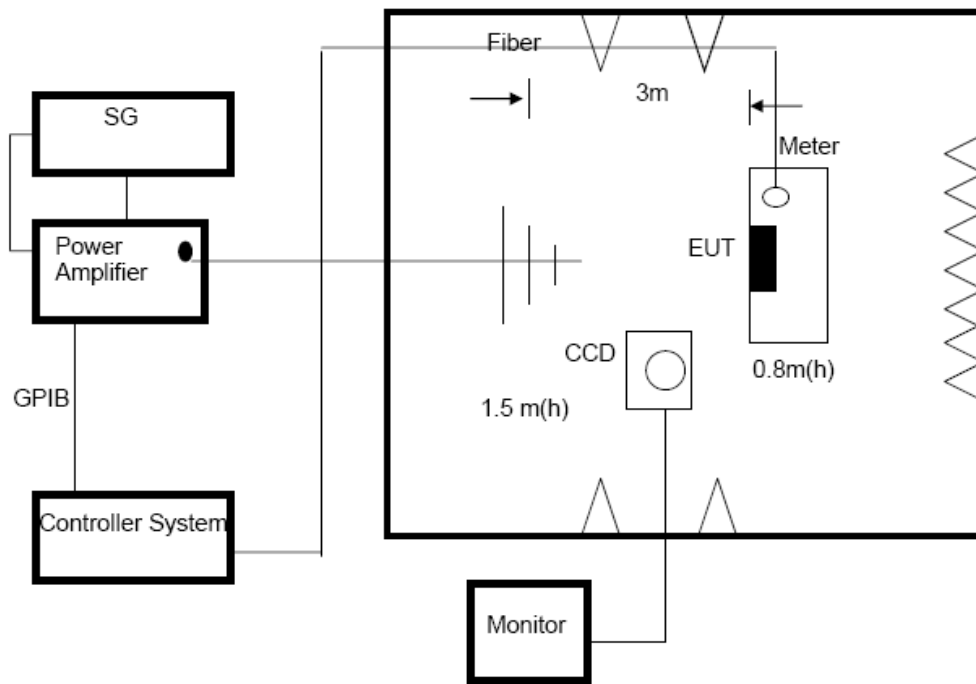 Fiber
3m
SG
Meter
Power
Amplifier
EUT
CCD
0.8m(h)
GPIB
1.5 m(h)
Controller System
Monitor